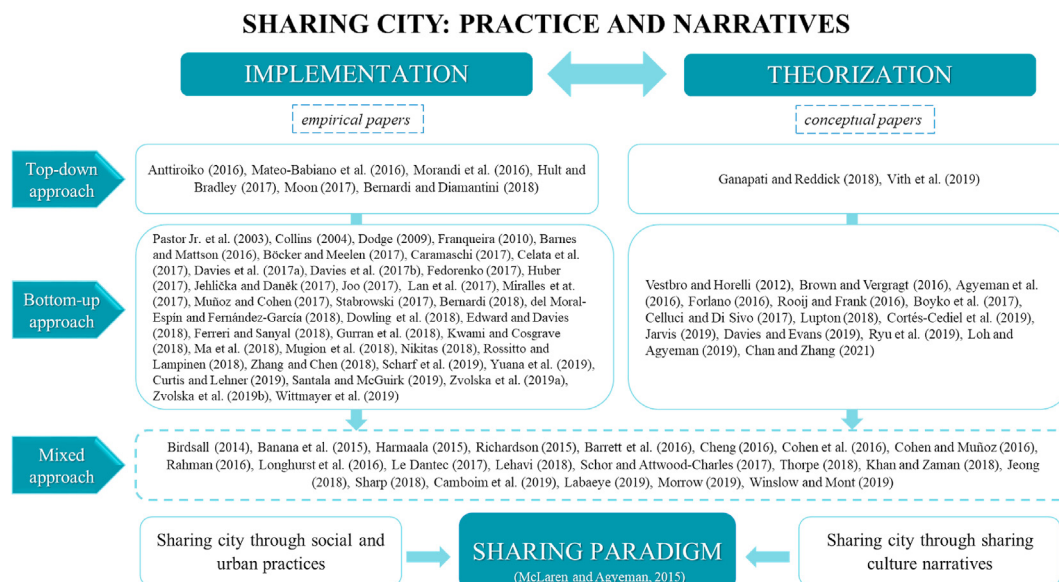 SHARING CITY: PRACTICE AND NARRATIVES
IMPLEMENTATION
THEORIZATION
empirical papers
conceptual papers
Top-down
approach
Anttiroiko (2016), Mateo-Babiano et al. (2016), Morandi et al. (2016), Hult and
Bradley (2017), Moon (2017), Bernardi and Diamantini (2018)
Ganapati and Reddick (2018), Vith et al. (2019)
Bottom-up
approach
Pastor Jr. et al. (2003), Collins (2004), Dodge (2009), Franqueira (2010), Barnes
and Mattson (2016), Böcker and Meelen (2017), Caramaschi (2017), Celata et al.
(2017), Davies et al. (2017a), Davies et al. (2017b), Fedorenko (2017), Huber
(2017), Jehlička and Daněk (2017), Joo (2017), Lan et al. (2017), Miralles et at.
(2017), Muñoz and Cohen (2017), Stabrowski (2017), Bernardi (2018), del Moral-
Espín and Fernández-García (2018), Dowling et al. (2018), Edward and Davies
(2018), Ferreri and Sanyal (2018), Gurran et al. (2018), Kwami and Cosgrave
(2018), Ma et al. (2018), Mugion et al. (2018), Nikitas (2018), Rossitto and
Lampinen (2018), Zhang and Chen (2018), Scharf et al. (2019), Yuana et al. (2019),
Curtis and Lehner (2019), Santala and McGuirk (2019), Zvolska et al. (2019a),
Zvolska et al. (2019b), Wittmayer et al. (2019)
Vestbro and Horelli (2012), Brown and Vergragt (2016), Agyeman et al.
(2016), Forlano (2016), Rooij and Frank (2016), Boyko et al. (2017),
Celluci and Di Sivo (2017), Lupton (2018), Cortés-Cediel et al. (2019),
Jarvis (2019), Davies and Evans (2019), Ryu et al. (2019), Loh and
Agyeman (2019), Chan and Zhang (2021)
Mixed
approach
Birdsall (2014), Banana et al. (2015), Harmaala (2015), Richardson (2015), Barrett et al. (2016), Cheng (2016), Cohen et al. (2016), Cohen and Muñoz (2016),
Rahman (2016), Longhurst et al. (2016), Le Dantec (2017), Lehavi (2018), Schor and Attwood-Charles (2017), Thorpe (2018), Khan and Zaman (2018), Jeong
(2018), Sharp (2018), Camboim et al. (2019), Labaeye (2019), Morrow (2019), Winslow and Mont (2019)
Sharing city through social and
urban practices
SHARING PARADIGM
(McLaren and Agyeman, 2015)
Sharing city through sharing
culture narratives